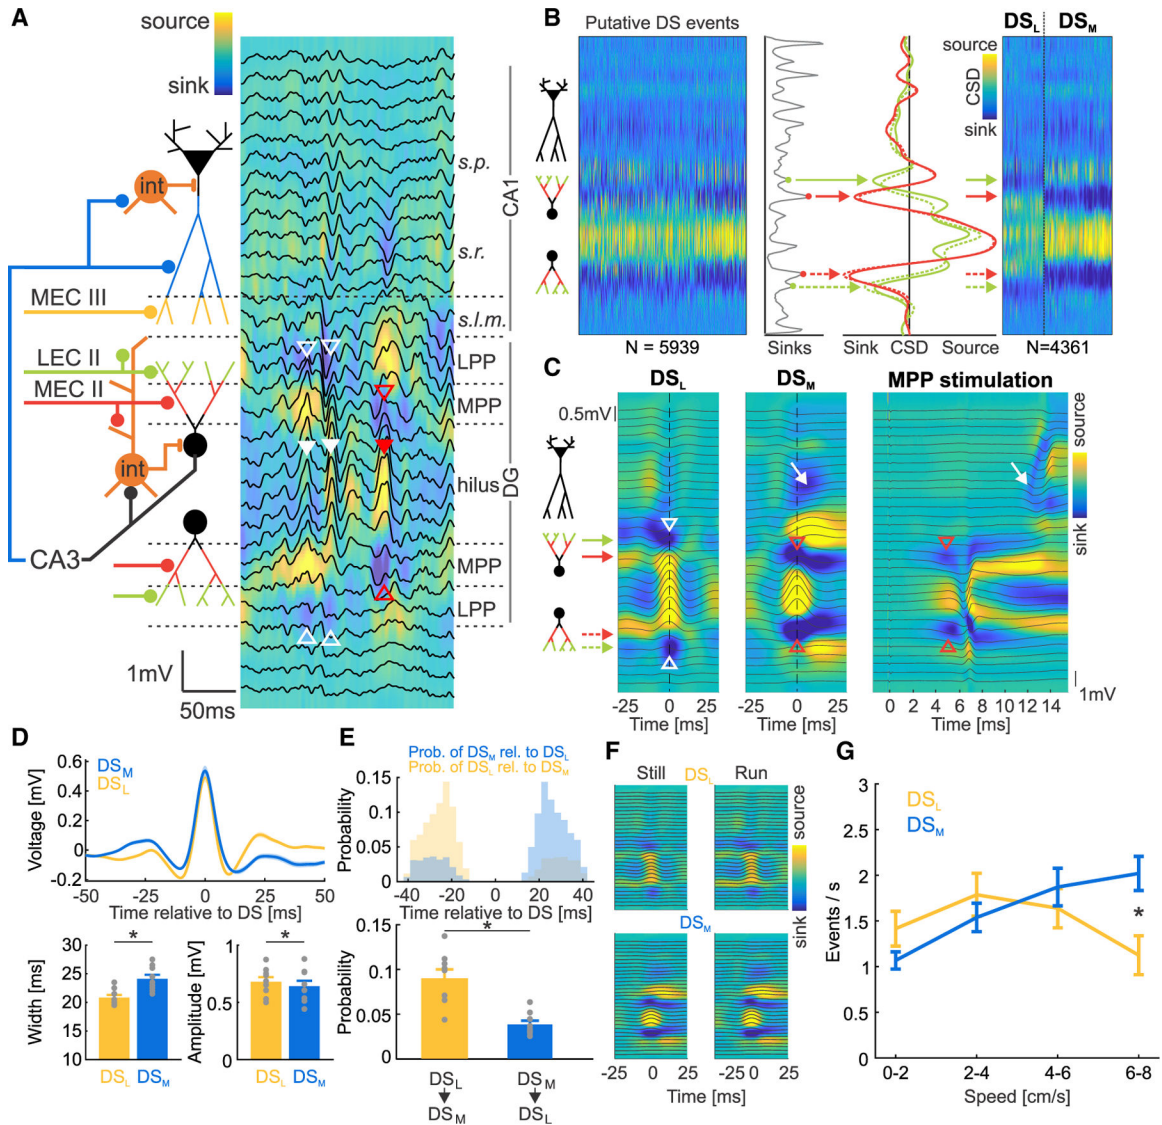 A
source
sink
int
MEC III
LEC II
MEC II
int
CA3
s.p.
CA1
s.r.
s.l.m.
LPP
MPP
hilus
DG
MPP
LPP
1mV
50ms
B
Putative DS events
N = 5939
Sinks
Sink CSD Source
DSL DSM
source
CSD
sink
N=4361
C
DSL
DSM
MPP stimulation
0.5mV
source
sink
1mV
-25 0 25
Time [ms]
-25 0 25
Time [ms]
0 2 4 6 8 10 12 14
Time [ms]
D
DSM
DSL
Voltage [mV]
0.6
0.4
0.2
0
-0.2
-50 -25 0 25 50
Time relative to DS [ms]
Width [ms]
30
25
20
15
10
*
DSL DSM
Amplitude [mV]
1
0.5
0
*
DSL DSM
E
Prob. of DSM rel. to DSL
Prob. of DSL rel. to DSM
Probability
0.15
0.1
0.05
0
-40 -20 0 20 40
Time relative to DS [ms]
Probability
0.15
0.1
0.05
0
*
DSL DSM
DSM DSL
F
Still DSL Run
source
sink
DSM
-25 0 25
-25 0 25
Time [ms]
G
DSL
DSM
Events / s
3
2.5
2
1.5
1
0.5
0
*
0-2 2-4 4-6 6-8
Speed [cm/s]